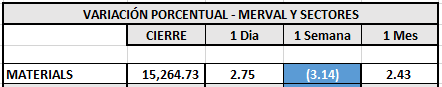 VARIACIÓN PORCENTUAL - MERVAL Y SECTORES
CIERRE 1 Dia 1 Semana 1 Mes
MATERIALS 15,264.73 2.75 (3.14) 2.43